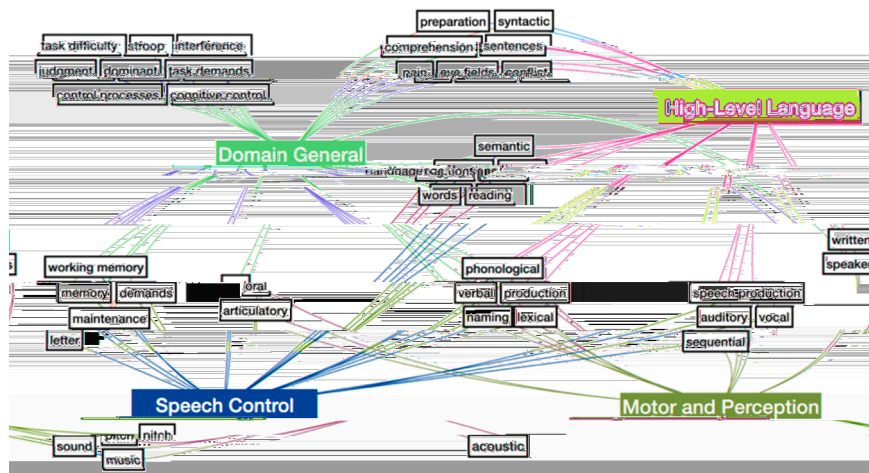 preparation syntactic
task difficulty stroop interference
comprehension sentences
judgment dominant task demands
pain eye fields conflict
control processes cognitive control
High-Level Language
semantic
Domain General
words reading
written
working memory
phonological
speaker
memory demands
oral
verbal production
speech production
articulatory
maintenance
naming lexical
auditory vocal
letter
sequential
Speech Control
Motor and Perception
pitch pitch
sound
acoustic
music